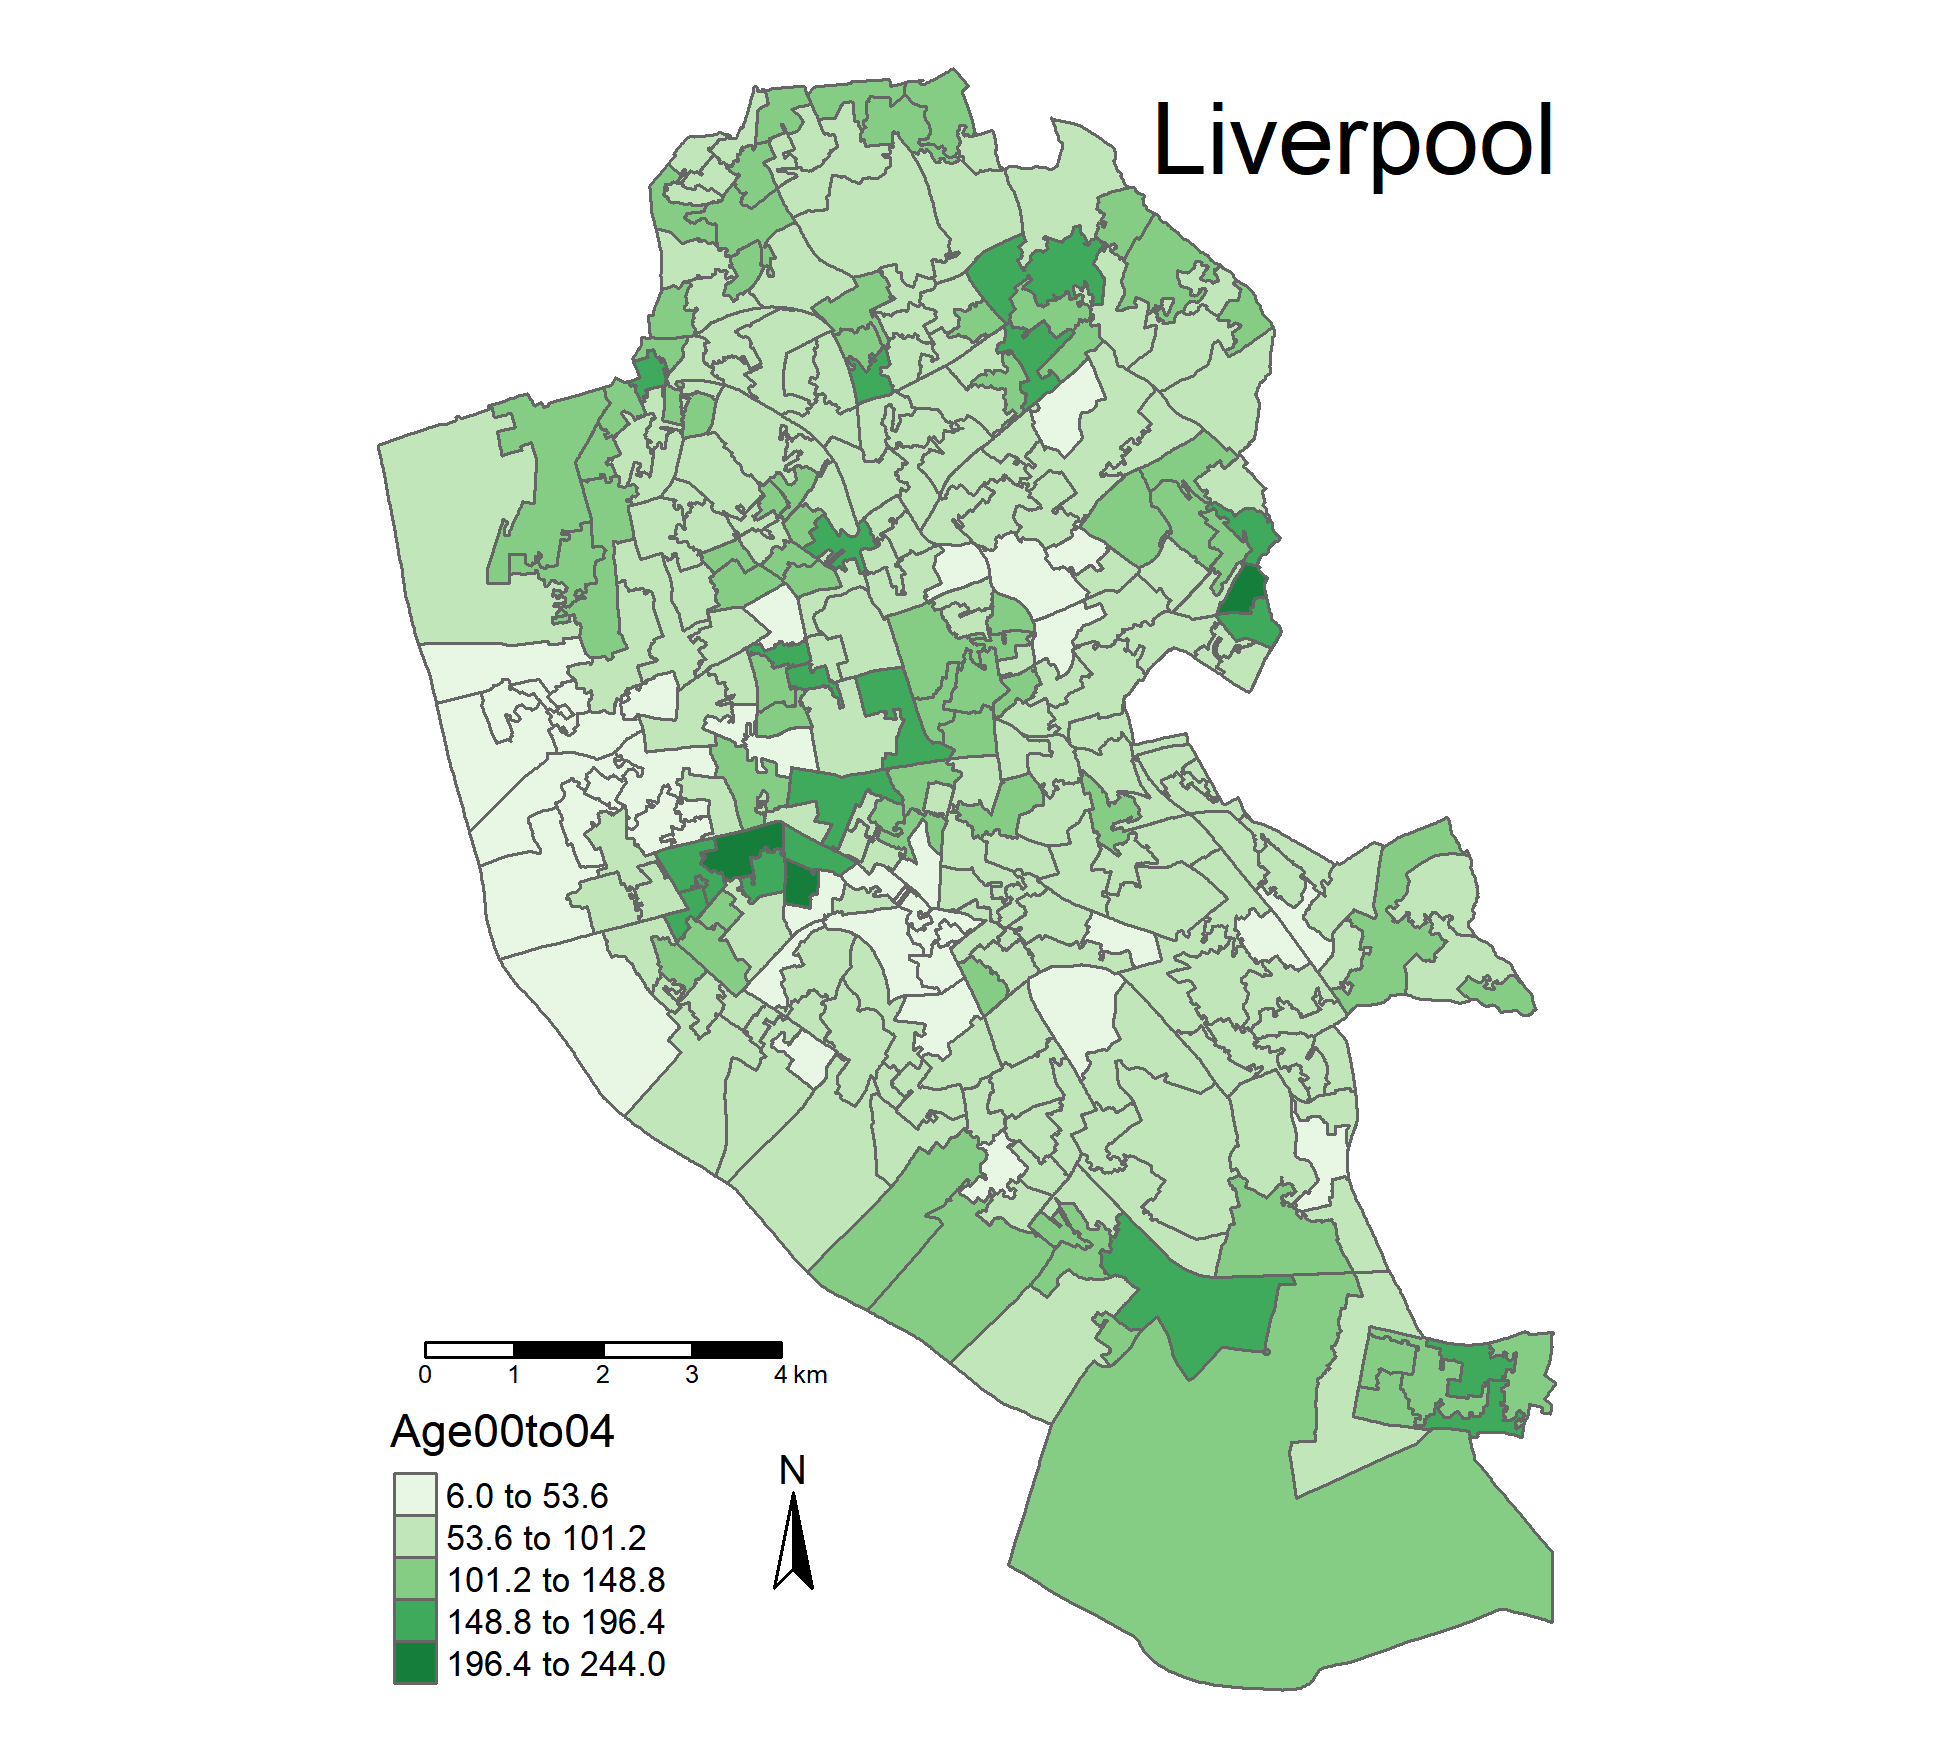 Liverpool
0 1 2 3 4 km
Age00to04
6.0 to 53.6
53.6 to 101.2
101.2 to 148.8
148.8 to 196.4
196.4 to 244.0
N